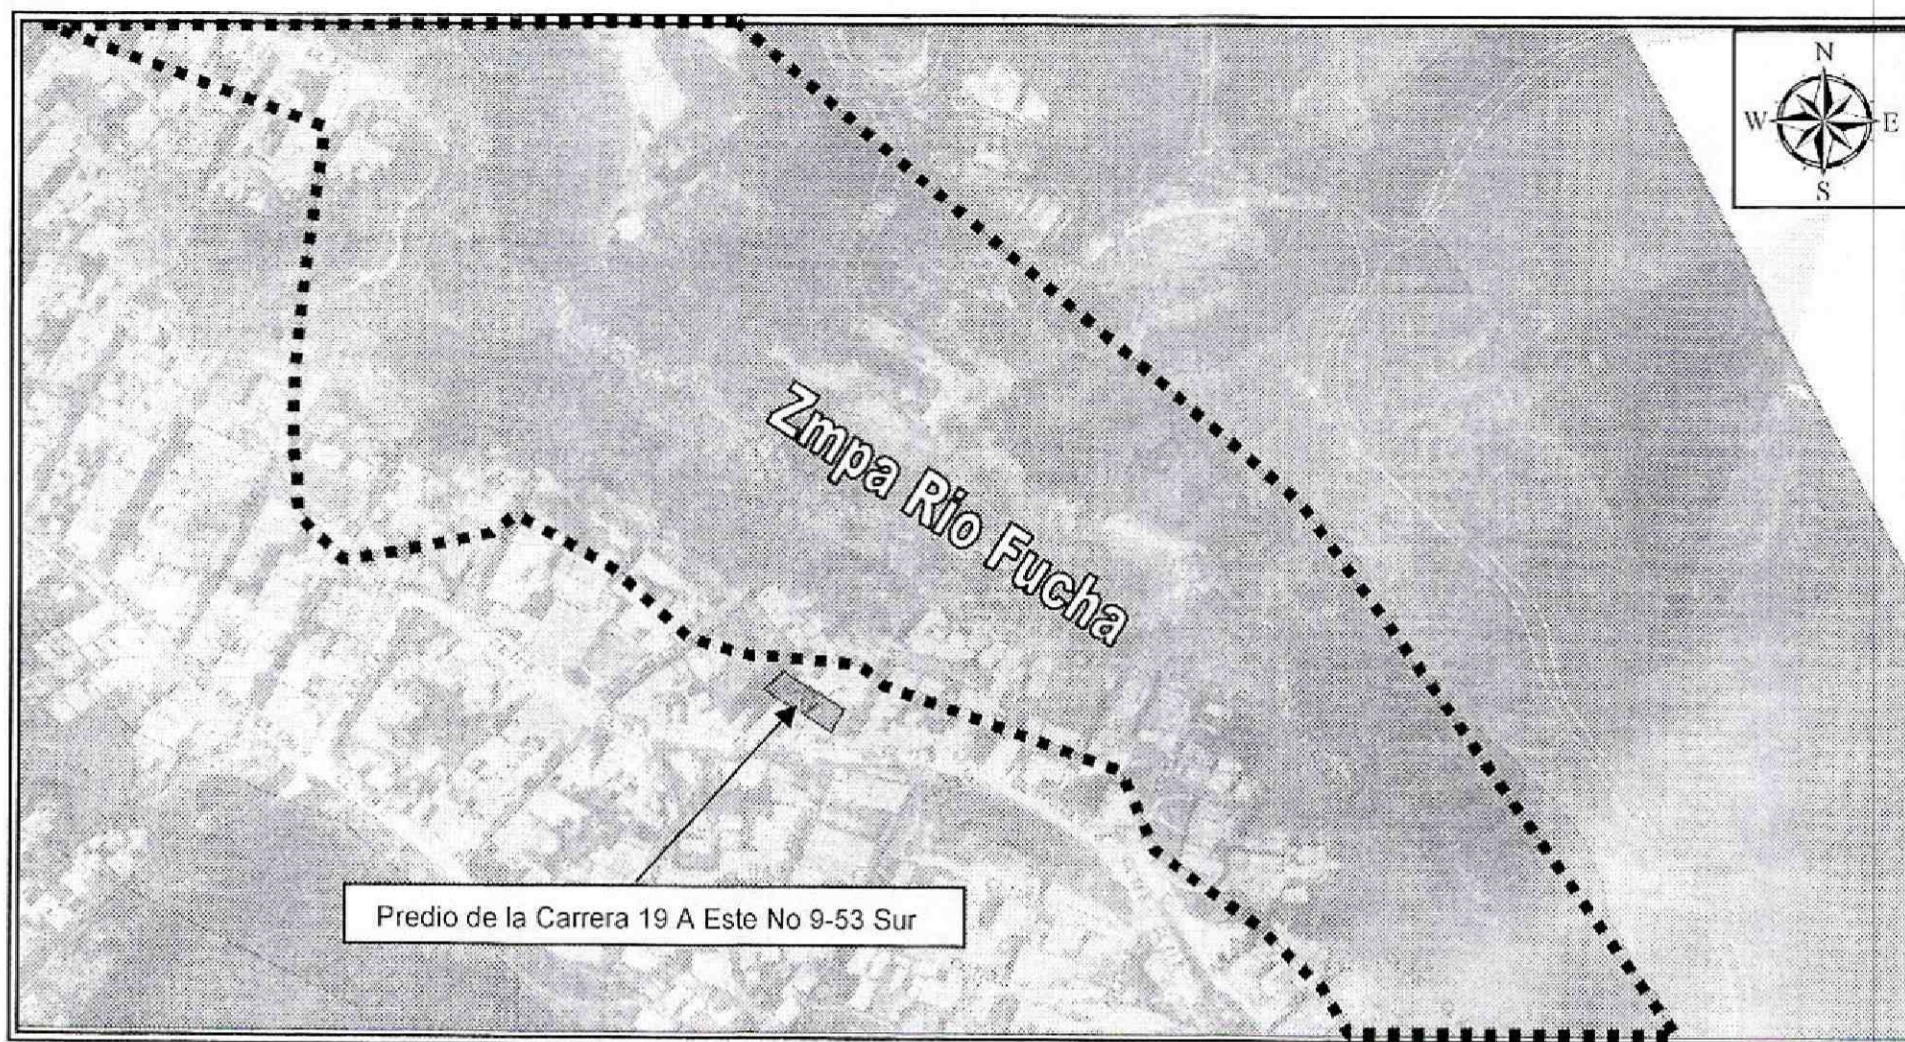 N
W E
S
Zmpa Rio Fucha
Predio de la Carrera 19 A Este No 9-53 Sur